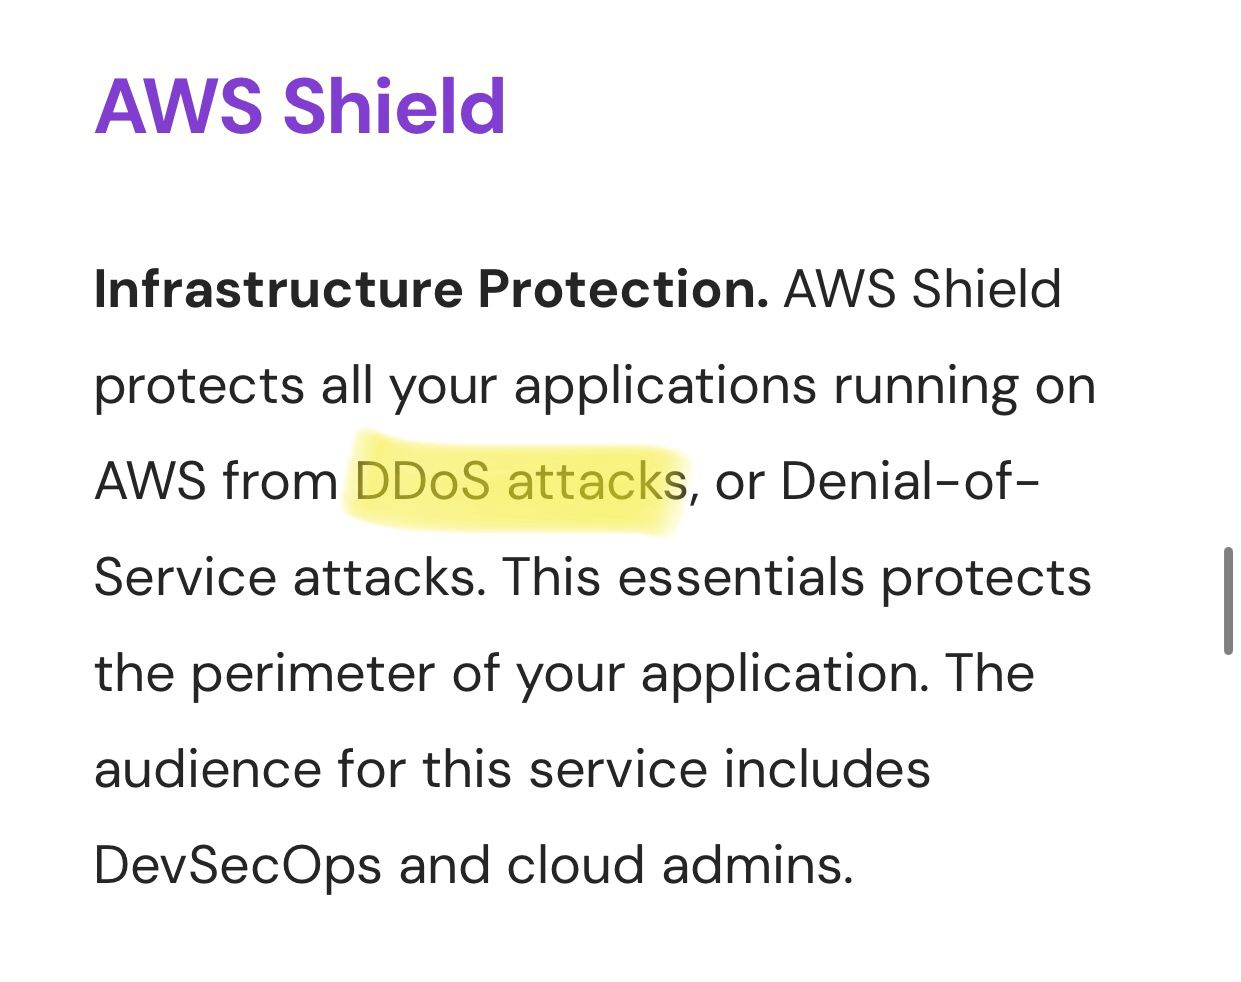 AWS Shield
Infrastructure Protection. AWS Shield
protects all your applications running on
AWS from DDoS attacks, or Denial-of-
Service attacks. This essentials protects
the perimeter of your application. The
audience for this service includes
DevSecOps and cloud admins.